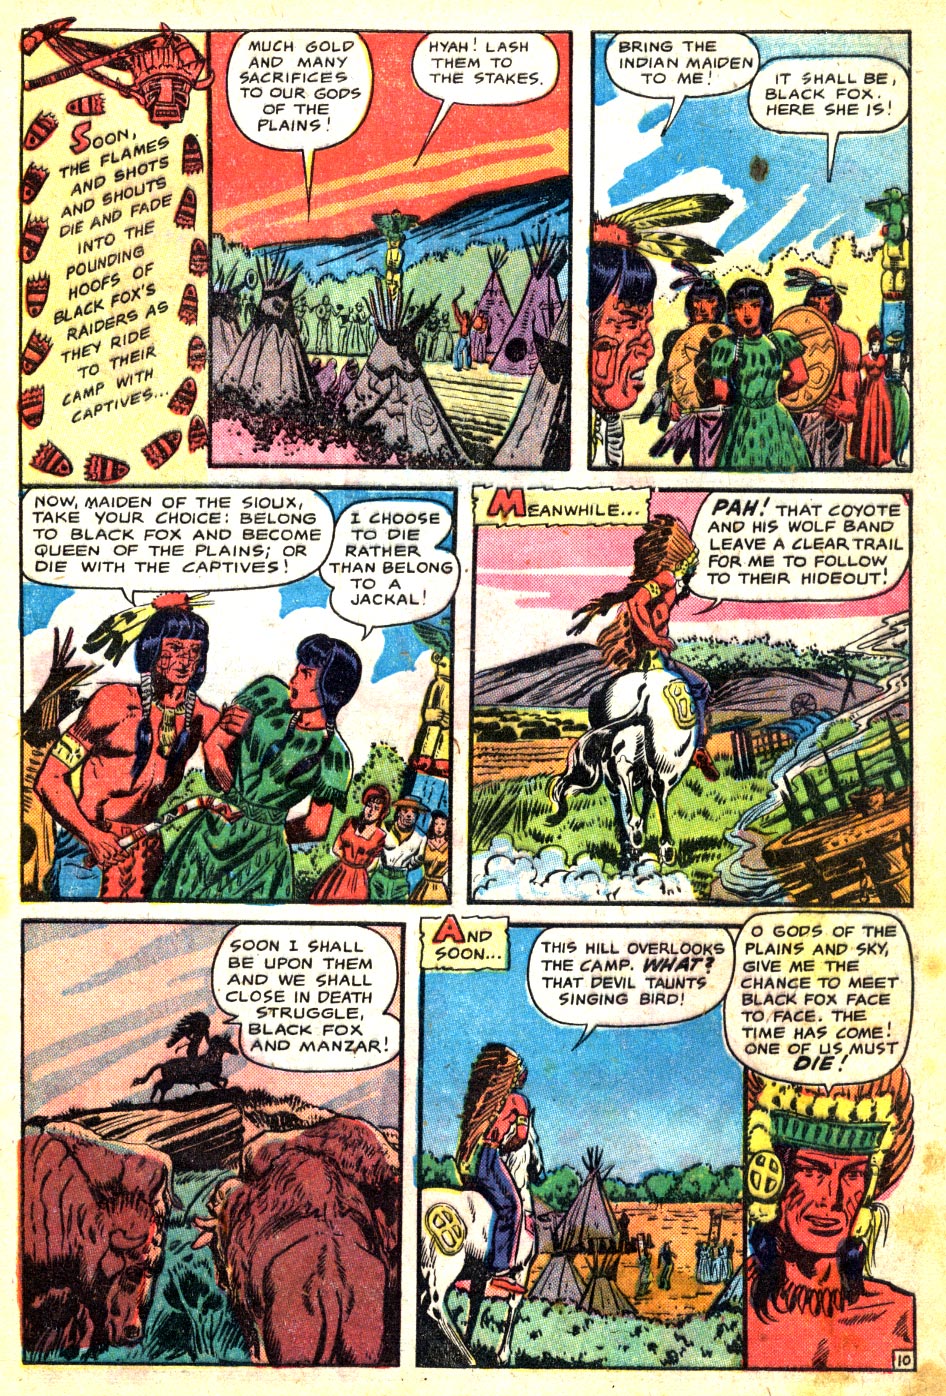 SOON,
THE FLAMES
AND SHOTS
AND SHOUTS
DIE AND FADE
INTO THE
POUNDING
HOOFS OF
BLACK FOX'S
RAIDERS AS
THEY RIDE
TO THEIR
CAMP WITH
CAPTIVES...
MUCH GOLD
AND MANY
SACRIFICES
TO OUR GODS
OF THE
PLAINS!
HYAH! LASH
THEM TO
THE STAKES.
BRING THE
INDIAN MAIDEN
TO ME!
IT SHALL BE,
BLACK FOX.
HERE SHE IS!
NOW, MAIDEN OF THE SIOUX,
TAKE YOUR CHOICE: BELONG
TO BLACK FOX AND BECOME
QUEEN OF THE PLAINS; OR
DIE WITH THE CAPTIVES!
I CHOOSE
TO DIE
RATHER
THAN BELONG
TO A
JACKAL!
MEANWHILE...
PAH! THAT COYOTE
AND HIS WOLF BAND
LEAVE A CLEAR TRAIL
FOR ME TO FOLLOW
TO THEIR HIDEOUT!
SOON I SHALL
BE UPON THEM
AND WE SHALL
CLOSE IN DEATH
STRUGGLE,
BLACK FOX
AND MANZAR!
AND
SOON...
THIS HILL OVERLOOKS
THE CAMP. WHAT?
THAT DEVIL TAUNTS
SINGING BIRD!
O GODS OF THE
PLAINS AND SKY,
GIVE ME THE
CHANCE TO MEET
BLACK FOX FACE
TO FACE. THE
TIME HAS COME!
ONE OF US MUST
DIE!
10